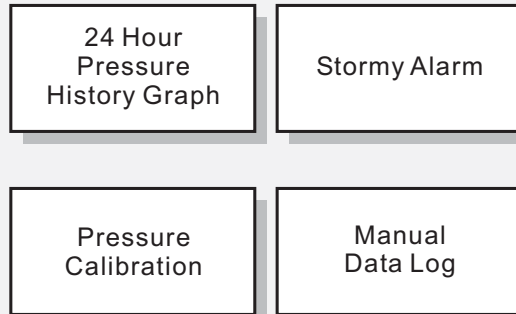 24 Hour
Pressure
History Graph
Stormy Alarm
Pressure
Calibration
Manual
Data Log